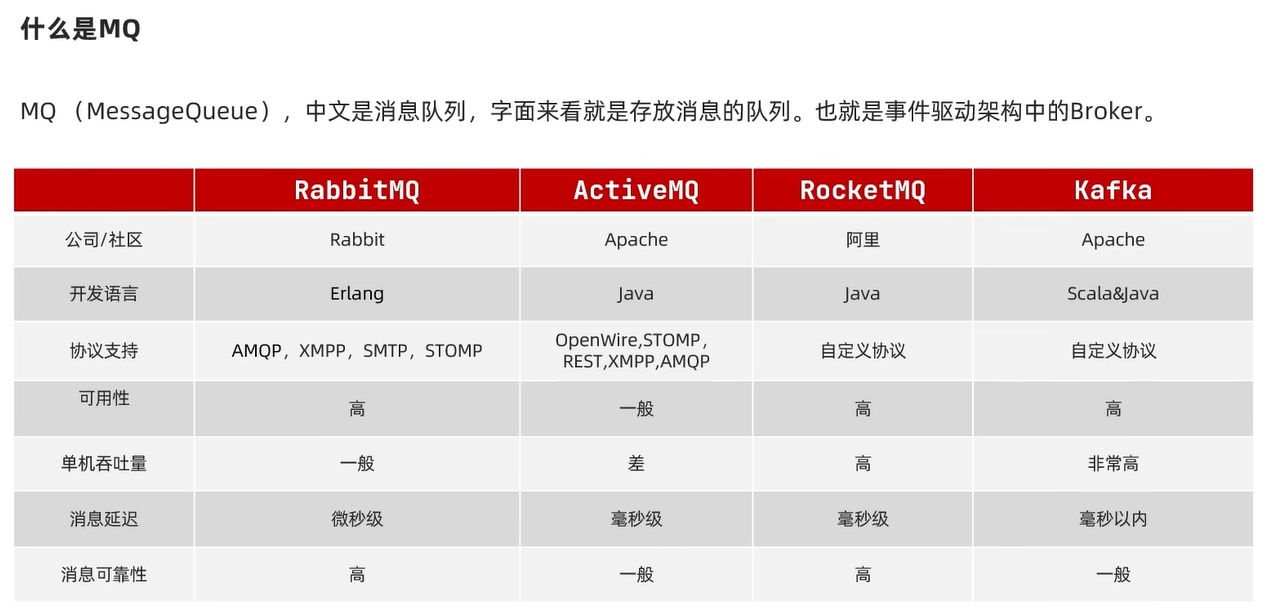 什么是MQ
MQ （MessageQueue），中文是消息队列，字面来看就是存放消息的队列。也就是事件驱动架构中的Broker。
RabbitMQ ActiveMQ RocketMQ Kafka
公司/社区 Rabbit Apache 阿里 Apache
开发语言 Erlang Java Java Scala&Java
协议支持 AMQP，XMPP，SMTP，STOMP OpenWire,STOMP， 自定义协议 自定义协议
REST,XMPP,AMQP
可用性 高 一般 高 高
单机吞吐量 一般 差 高 非常高
消息延迟 微秒级 毫秒级 毫秒级 毫秒以内
消息可靠性 高 一般 高 一般